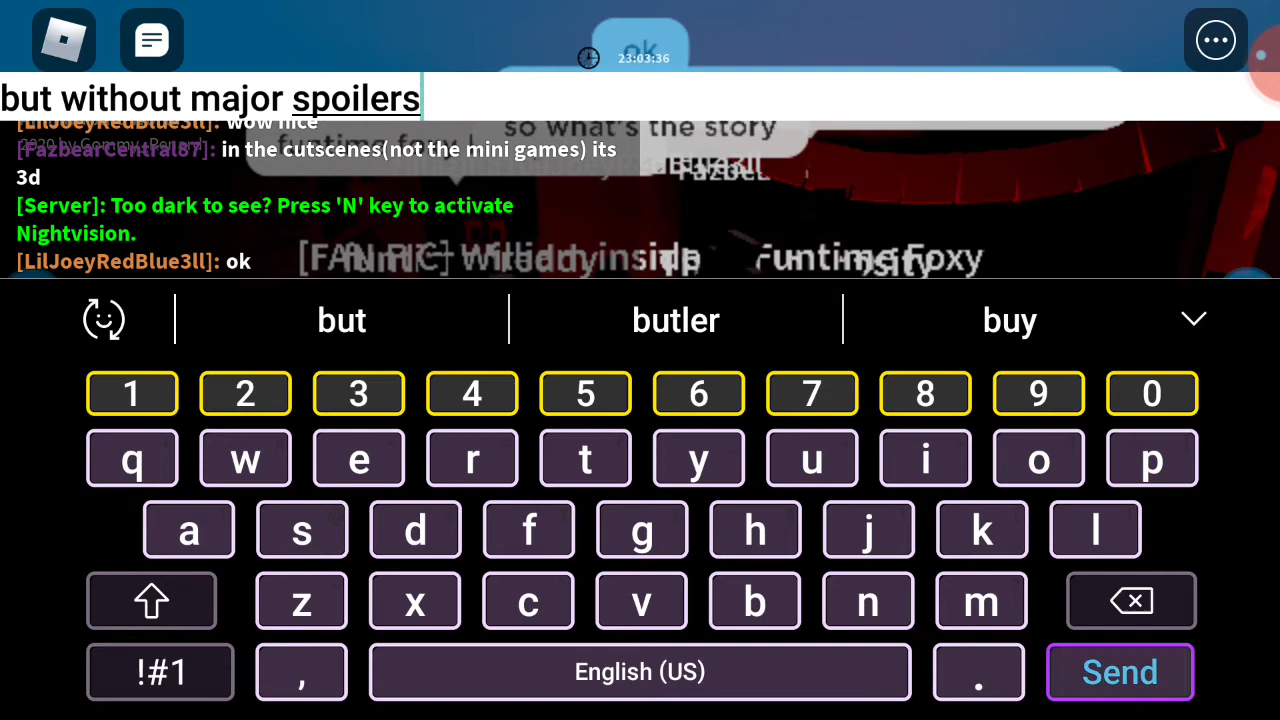 ok
23:03:36
but without major spoilers
[LilJoeyRedBlue3ll]: wow nice
so what's the story
[FazbearCentral87]: in the cutscenes(not the mini games) its
3d
[Server]: Too dark to see? Press 'N' key to activate
Nightvision.
[LilJoeyRedBlue3ll]: ok
Funtime Foxy
but
butler
buy
1 2 3 4 5 6 7 8 9 0
q w e r t y u i o p
a s d f g h j k l
z x c v b n m
!#1 , English (US) . Send